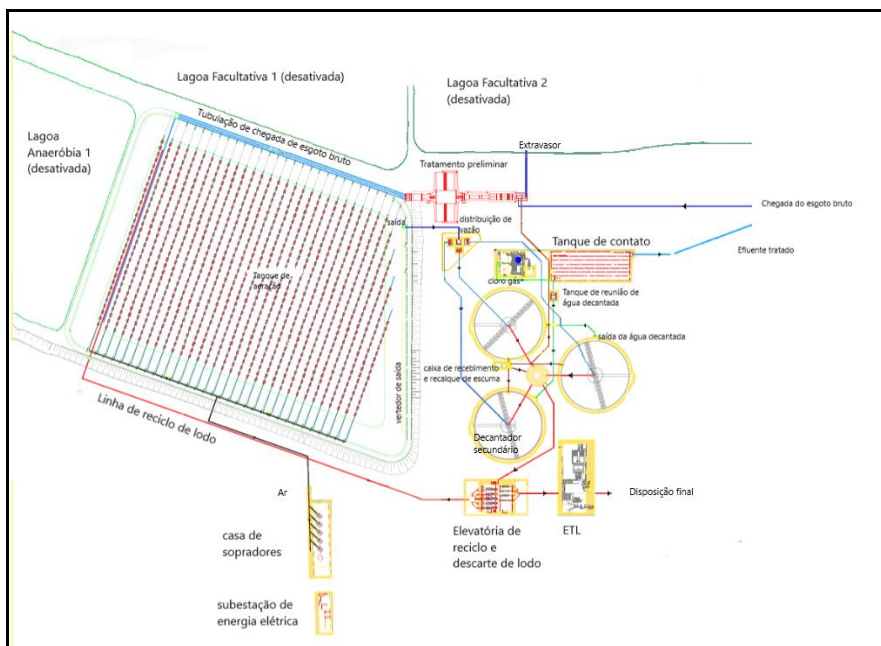 Lagoa Facultativa 1 (desativada)
Lagoa Facultativa 2
(desativada)
Lagoa
Anaeróbia 1
(desativada)
Tubulação de chegada de esgoto bruto
Extravasor
Tratamento preliminar
Chegada do esgoto bruto
saída
distribuição de
vazão
Tanque de contato
Efluente tratado
Tanque de
aeração
cloro gás
Tanque de reunião de
água decantada
saída da água decantada
caixa de recebimento
e recalque de escuma
vertedor de saída
Linha de reciclo de lodo
Decantador
secundário
Ar
Disposição final
Elevatória de
reciclo e
descarte de lodo
ETL
casa de
sopradores
subestação de
energia elétrica